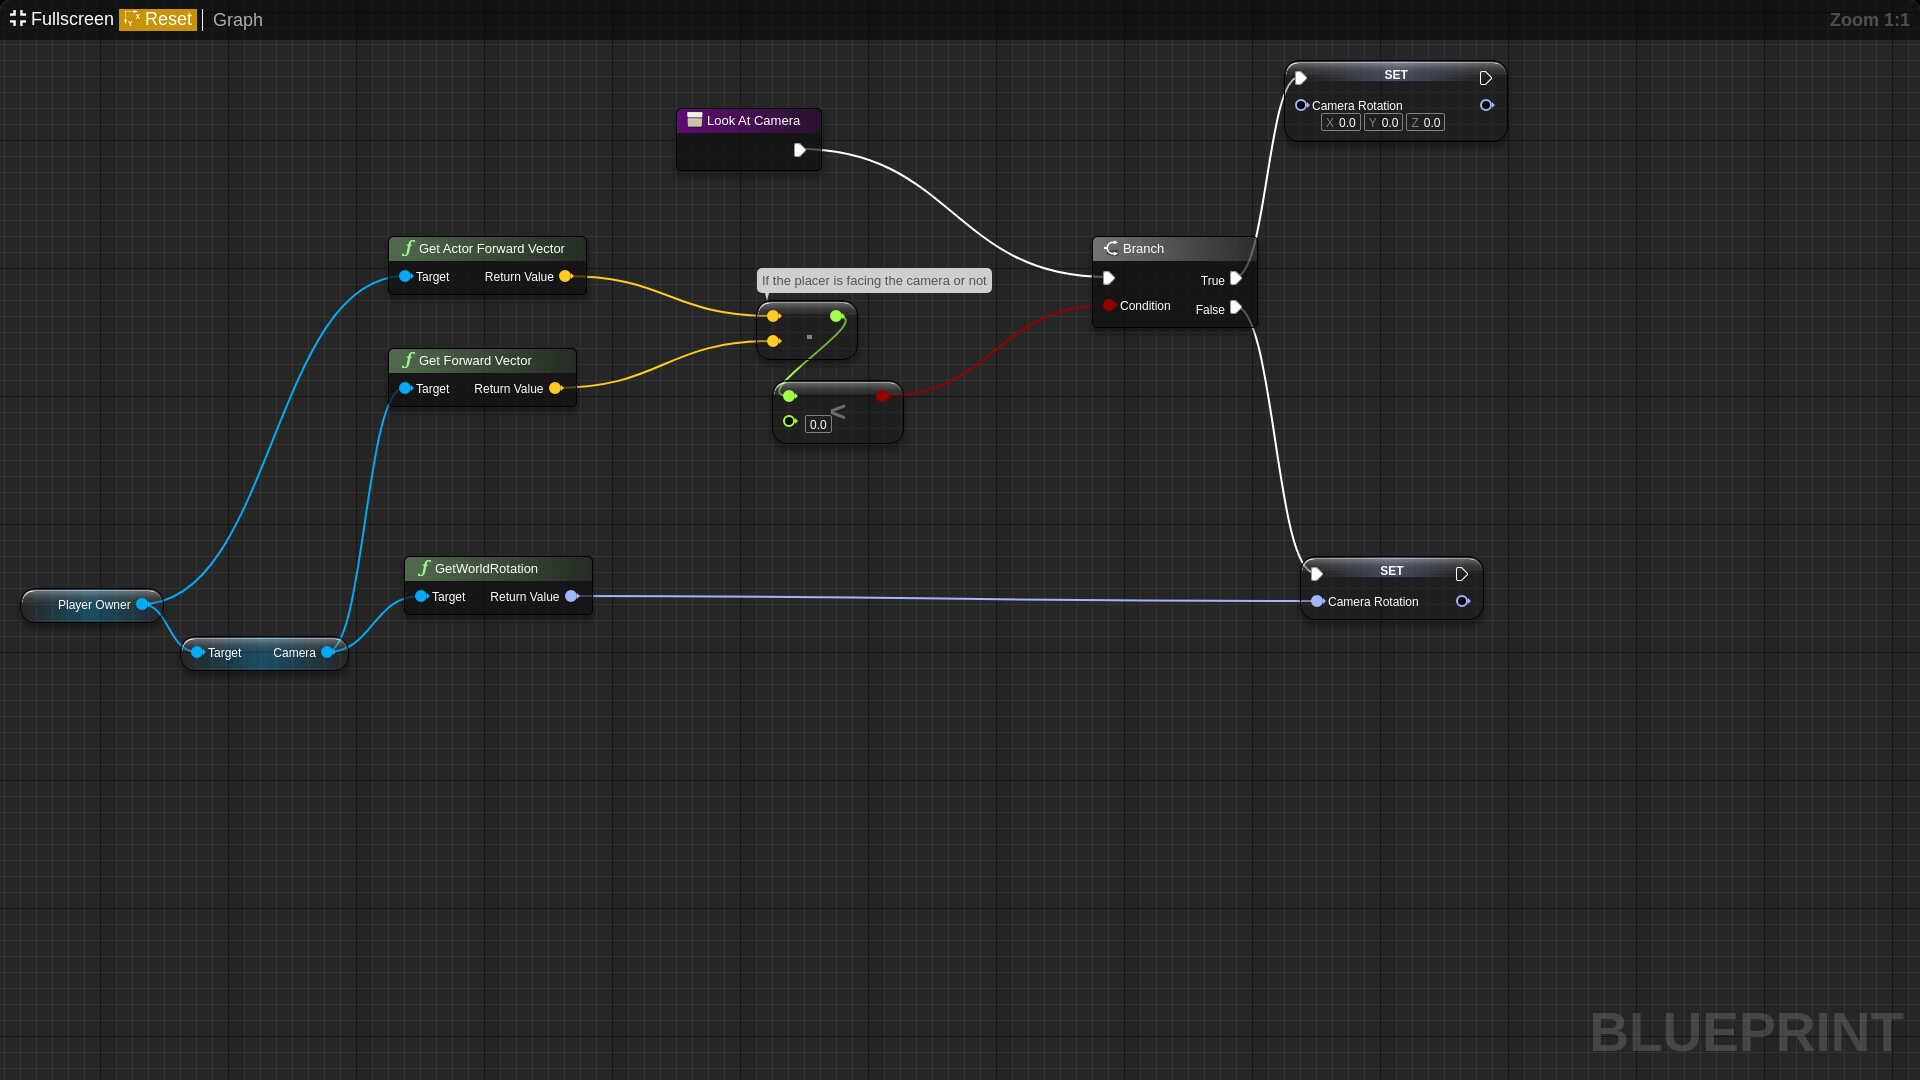 Fullscreen Reset Graph Zoom 1:1
SET
Camera Rotation
X 0.0 Y 0.0 Z 0.0
Look At Camera
Get Actor Forward Vector
Target Return Value
Branch
True
Condition
False
If the placer is facing the camera or not
Get Forward Vector
Target Return Value
<
0.0
GetWorldRotation
Target Return Value
SET
Camera Rotation
Player Owner
Target Camera
BLUEPRINT